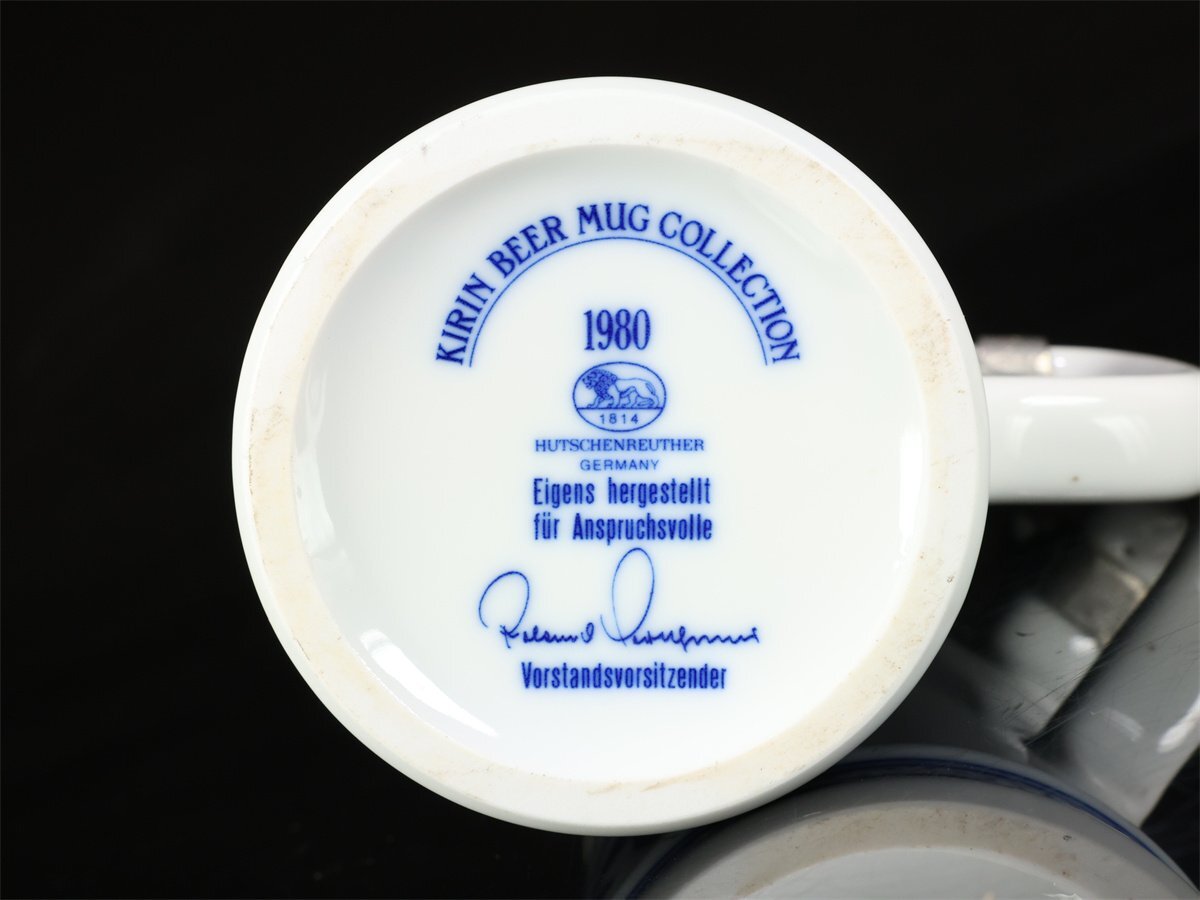 KIRIN BEER MUG COLLECTION
1980
1814
HUTSCHENREUTHER
GERMANY
Eigens hergestellt
für Anspruchsvolle
Vorstandsvorsitzender